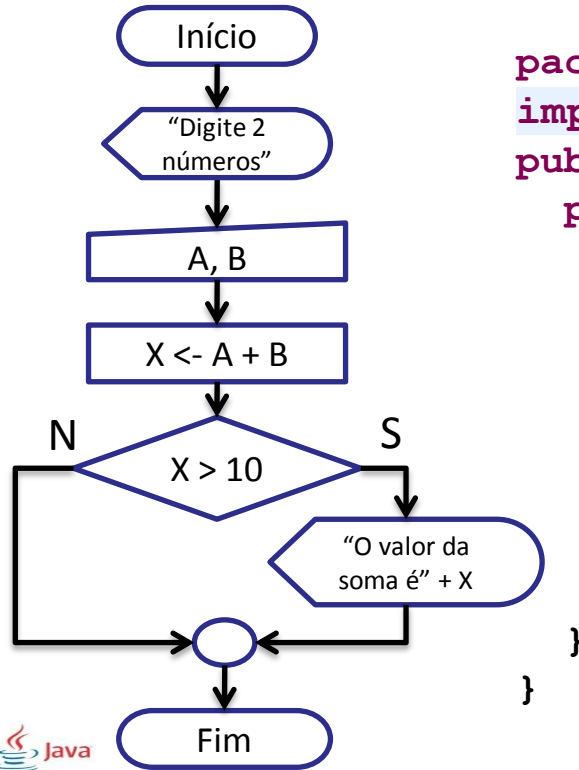 Início
“Digite 2
números”
A, B
X <- A + B
N
S
X > 10
“O valor da
soma é” + X
Fim
Java
pac
imp
pub
p
}
}